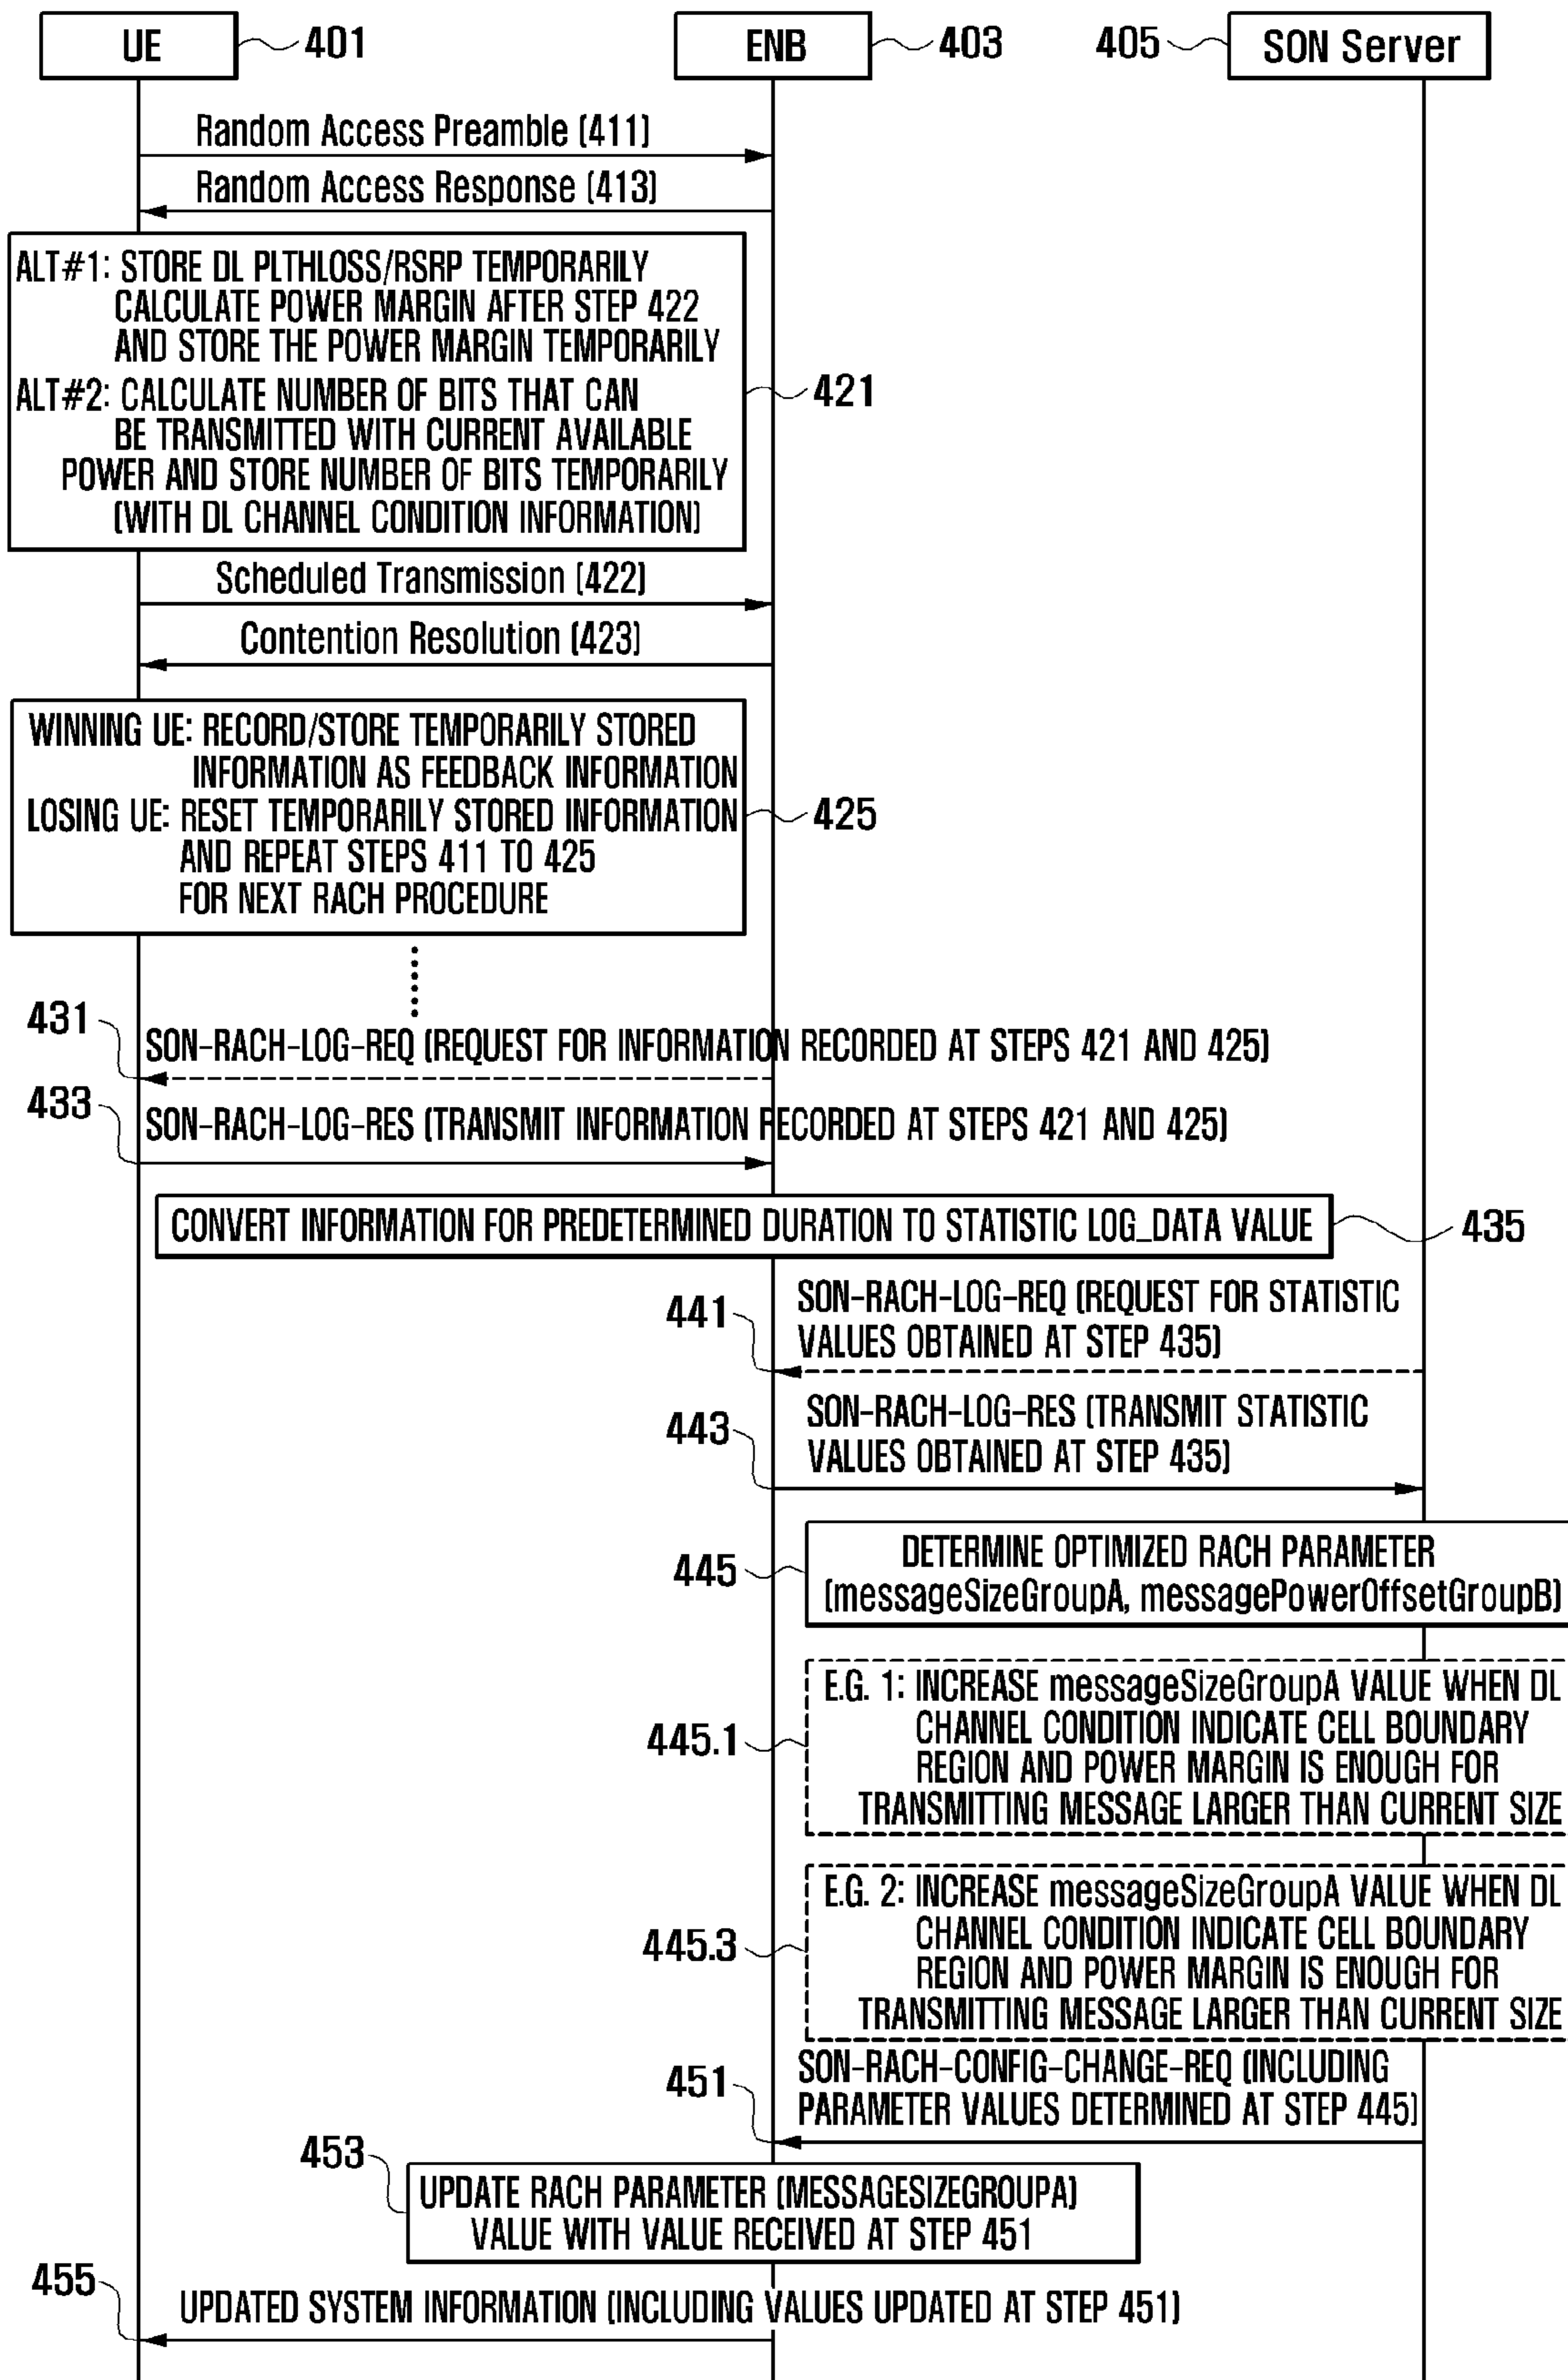 UE
401
ENB
403
405
SON Server
Random Access Preamble (411)
Random Access Response (413)
ALT#1: STORE DL PLTHLOSS/RSRP TEMPORARILY
CALCULATE POWER MARGIN AFTER STEP 422
AND STORE THE POWER MARGIN TEMPORARILY
ALT#2: CALCULATE NUMBER OF BITS THAT CAN
BE TRANSMITTED WITH CURRENT AVAILABLE
POWER AND STORE NUMBER OF BITS TEMPORARILY
(WITH DL CHANNEL CONDITION INFORMATION)
421
Scheduled Transmission (422)
Contention Resolution (423)
WINNING UE: RECORD/STORE TEMPORARILY STORED
INFORMATION AS FEEDBACK INFORMATION
LOSING UE: RESET TEMPORARILY STORED INFORMATION
AND REPEAT STEPS 411 TO 425
FOR NEXT RACH PROCEDURE
425
431
SON-RACH-LOG-REQ (REQUEST FOR INFORMATION RECORDED AT STEPS 421 AND 425)
433
SON-RACH-LOG-RES (TRANSMIT INFORMATION RECORDED AT STEPS 421 AND 425)
CONVERT INFORMATION FOR PREDETERMINED DURATION TO STATISTIC LOG_DATA VALUE
435
441
SON-RACH-LOG-REQ (REQUEST FOR STATISTIC
VALUES OBTAINED AT STEP 435)
443
SON-RACH-LOG-RES (TRANSMIT STATISTIC
VALUES OBTAINED AT STEP 435)
445
DETERMINE OPTIMIZED RACH PARAMETER
(messageSizeGroupA, messagePowerOffsetGroupB)
445.1
E.G. 1: INCREASE messageSizeGroupA VALUE WHEN DL
CHANNEL CONDITION INDICATE CELL BOUNDARY
REGION AND POWER MARGIN IS ENOUGH FOR
TRANSMITTING MESSAGE LARGER THAN CURRENT SIZE
445.3
E.G. 2: INCREASE messageSizeGroupA VALUE WHEN DL
CHANNEL CONDITION INDICATE CELL BOUNDARY
REGION AND POWER MARGIN IS ENOUGH FOR
TRANSMITTING MESSAGE LARGER THAN CURRENT SIZE
451
SON-RACH-CONFIG-CHANGE-REQ (INCLUDING
PARAMETER VALUES DETERMINED AT STEP 445)
453
UPDATE RACH PARAMETER (MESSAGESIZEGROUPA)
VALUE WITH VALUE RECEIVED AT STEP 451
455
UPDATED SYSTEM INFORMATION (INCLUDING VALUES UPDATED AT STEP 451)